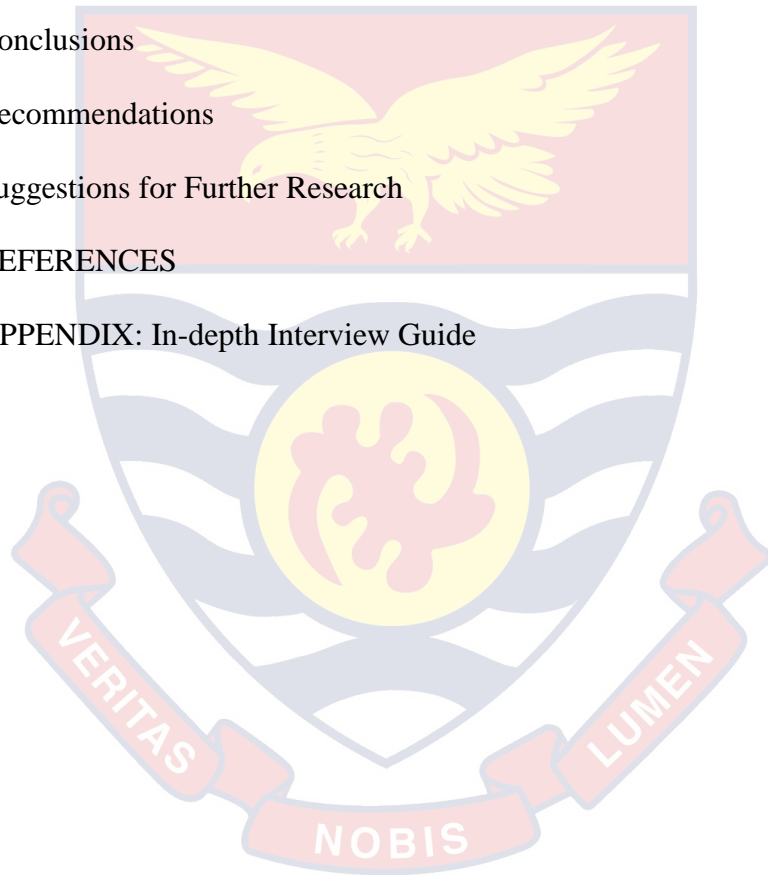 onclusions
ecommendations
uggestions for Further Research
EFERENCES
PPENDIX: In-depth Interview Guide
VERITAS
NOBIS
LUMEN